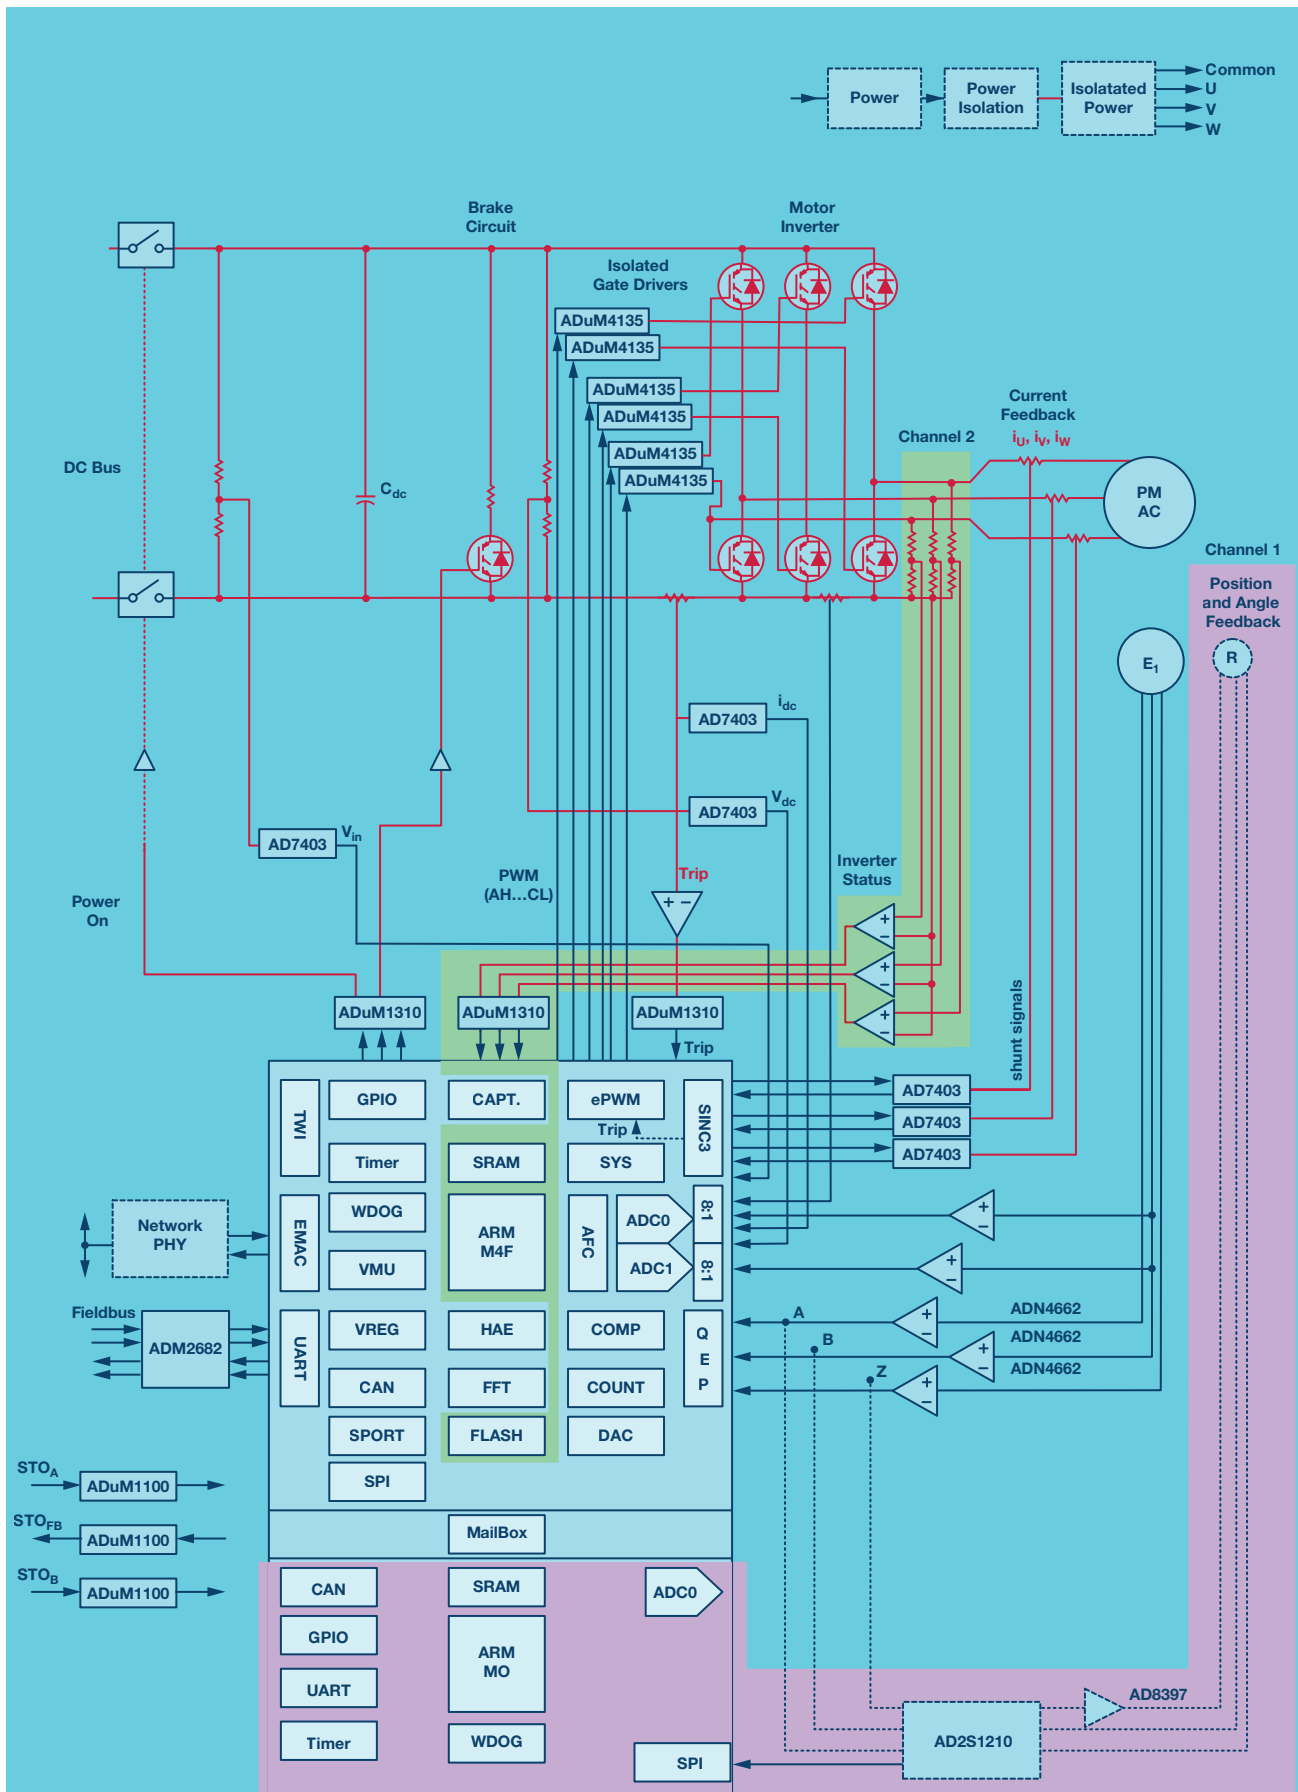 Power
Power
Isolation
Isolatated
Power
Common
U
V
W
Brake
Circuit
Motor
Inverter
Isolated
Gate Drivers
ADuM4135
ADuM4135
ADuM4135
ADuM4135
ADuM4135
ADuM4135
Current
Feedback
iU, iV, iW
Channel 2
DC Bus
Cdc
PM
AC
Channel 1
Position
and Angle
Feedback
E1
R
AD7403
idc
AD7403
Vdc
AD7403
Vin
Power
On
PWM
(AH...CL)
Trip
+ −
Inverter
Status
+
−
+
−
+
−
shunt signals
ADuM1310
ADuM1310
ADuM1310
Trip
TWI
GPIO
CAPT.
ePWM
SINC3
Trip
Timer
SRAM
SYS
AD7403
AD7403
AD7403
EMAC
WDOG
VMU
ARM
M4F
AFC
ADC0
ADC1
8:1
8:1
+
−
+
−
Network
PHY
Fieldbus
ADM2682
UART
VREG
HAE
COMP
Q
E
P
CAN
FFT
COUNT
SPORT
FLASH
DAC
SPI
A
B
Z
+
−
+
−
+
−
ADN4662
ADN4662
ADN4662
STOA
ADuM1100
STOFB
ADuM1100
STOB
ADuM1100
MailBox
CAN
SRAM
ADC0
GPIO
ARM
MO
UART
Timer
WDOG
SPI
AD2S1210
AD8397